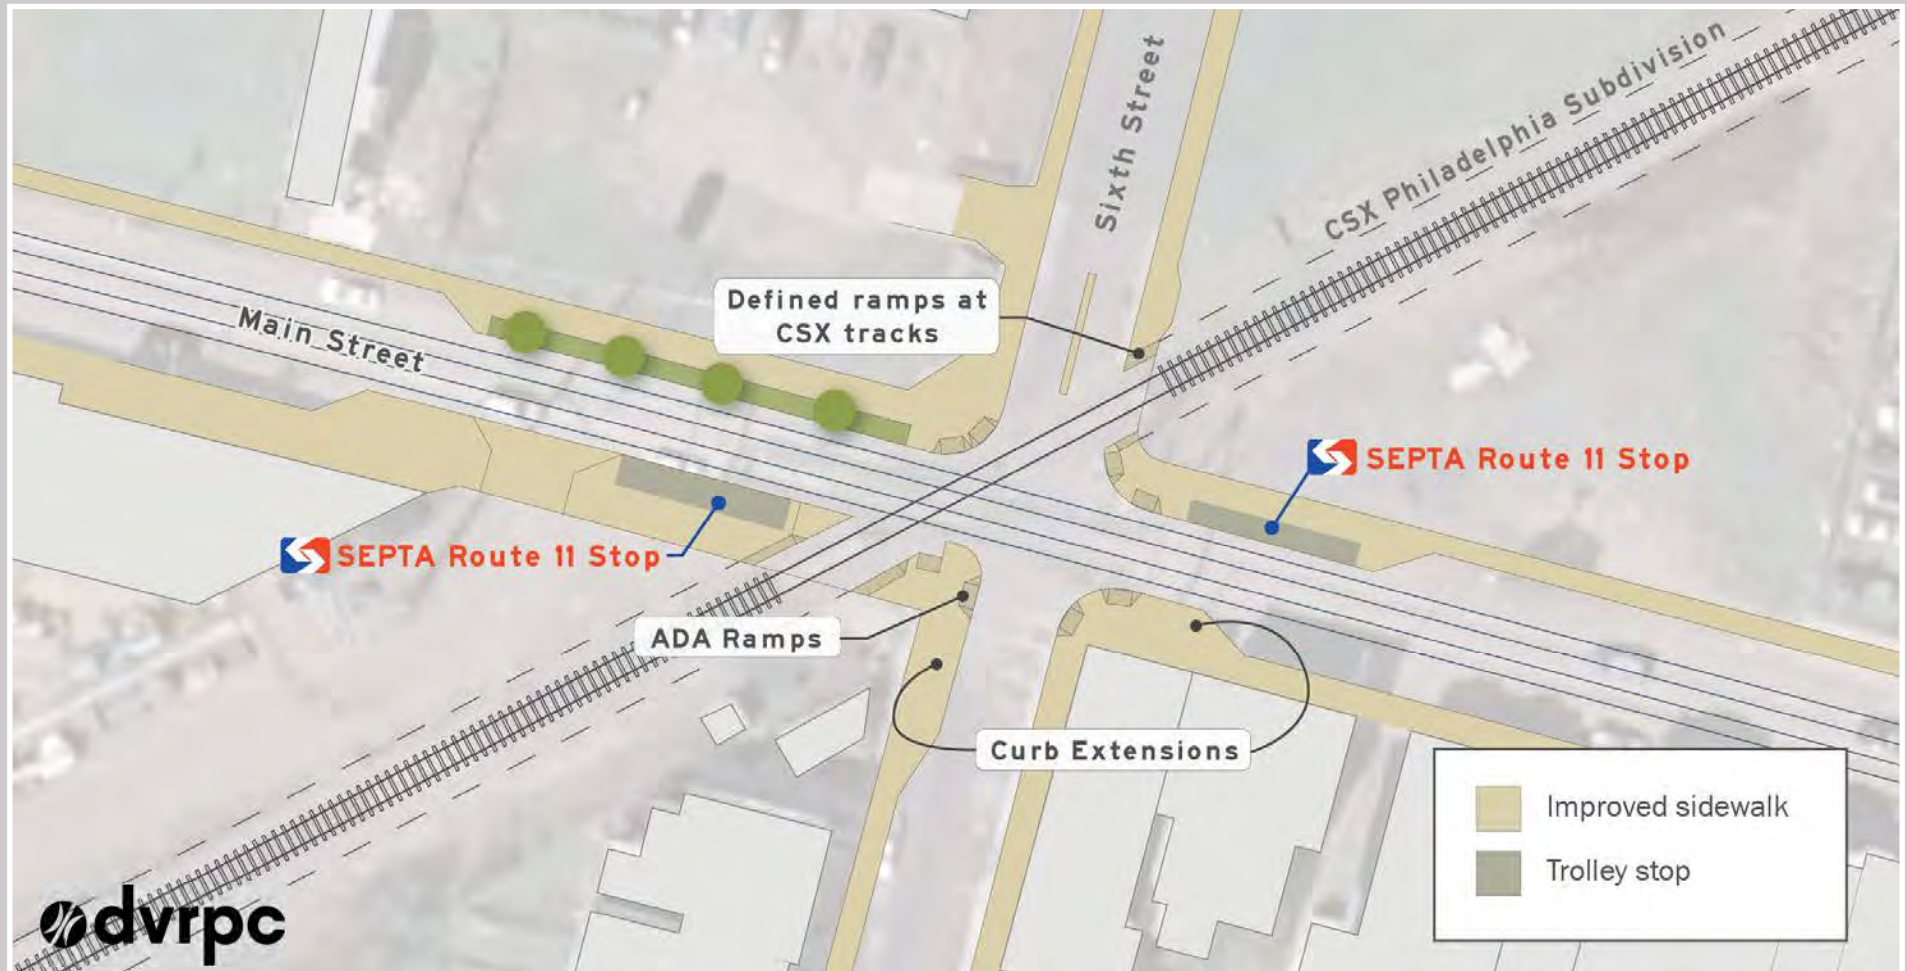 Sixth Street
CSX Philadelphia Subdivision
Defined ramps at
CSX tracks
Main Street
SEPTA Route 11 Stop
SEPTA Route 11 Stop
ADA Ramps
Curb Extensions
Improved sidewalk
Trolley stop
dvrpc